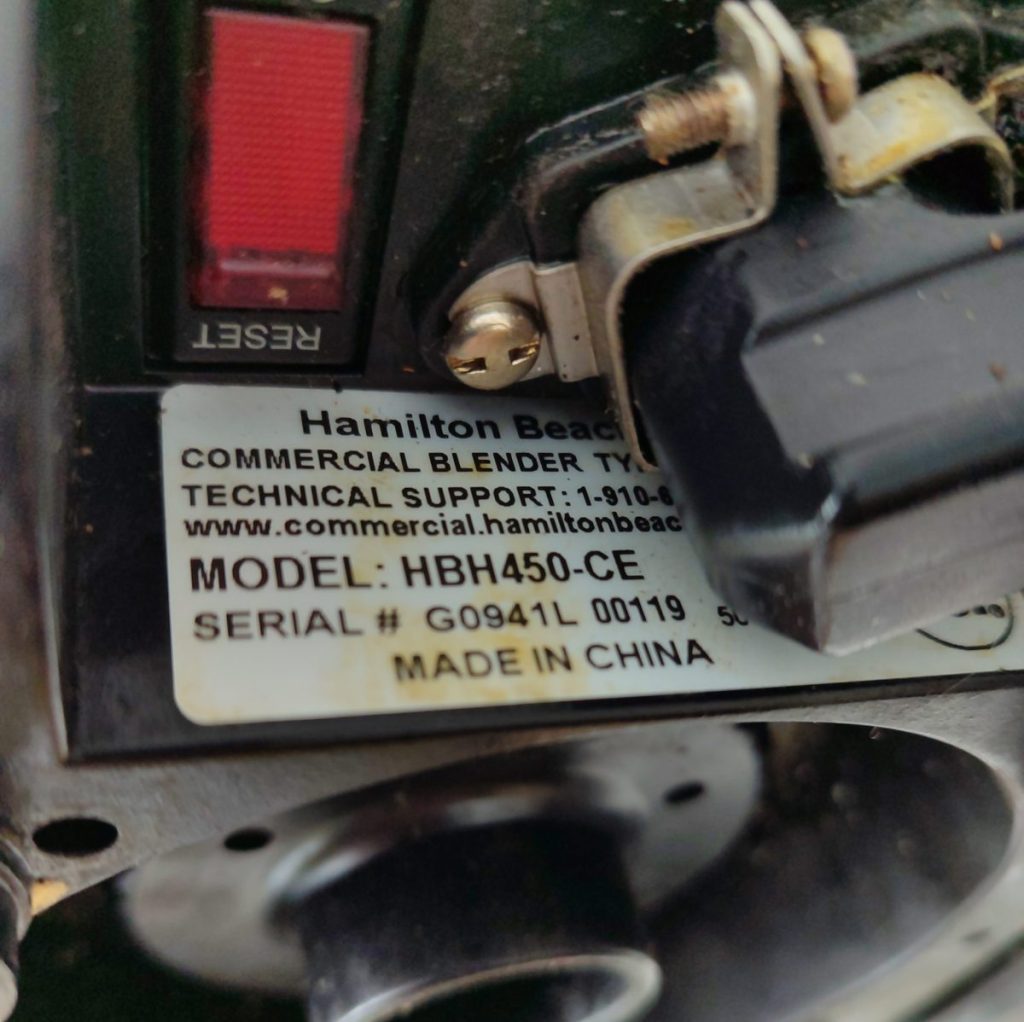 RESET
Hamilton Beac
COMMERCIAL BLENDER TY
TECHNICAL SUPPORT: 1-910-6
www.commercial.hamiltonbeac
MODEL: HBH450-CE
SERIAL # G0941L 00119 50
MADE IN CHINA